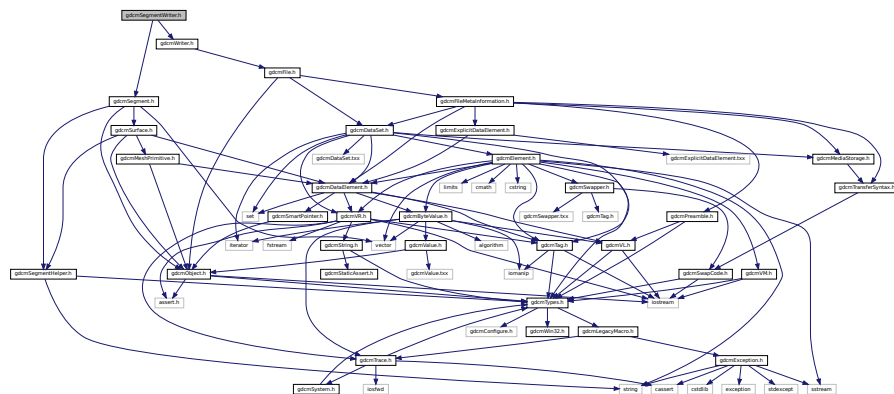 gdcmSegmentWriter.h
gdcmWriter.h
gdcmFile.h
gdcmSegment.h
gdcmFileMetaInformation.h
gdcmSurface.h
gdcmDataSet.h
gdcmExplicitDataElement.h
gdcmMeshPrimitive.h
gdcmDataSet.txx
gdcmElement.h
gdcmExplicitDataElement.txx
gdcmMediaStorage.h
gdcmDataElement.h
limits
cmath
cstring
gdcmSwapper.h
gdcmTransferSyntax.h
set
gdcmSmartPointer.h
gdcmVR.h
gdcmByteValue.h
gdcmSwapper.txx
gdcmTag.h
gdcmPreamble.h
iterator
fstream
gdcmString.h
vector
gdcmValue.h
algorithm
gdcmTag.h
gdcmVL.h
gdcmSegmentHelper.h
gdcmObject.h
gdcmStaticAssert.h
gdcmValue.txx
iomanip
gdcmSwapCode.h
gdcmVM.h
assert.h
gdcmTypes.h
iostream
gdcmConfigure.h
gdcmWin32.h
gdcmLegacyMacro.h
gdcmTrace.h
gdcmException.h
gdcmSystem.h
iosfwd
string
cassert
cstdlib
exception
stdexcept
sstream